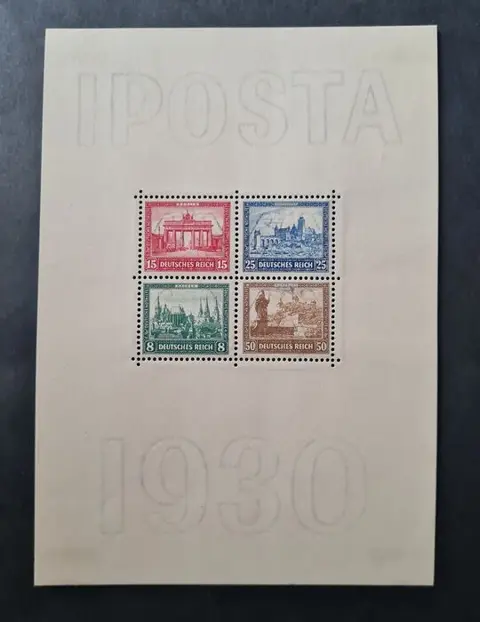 IPOSTA
15 DEUTSCHES REICH 15
25 DEUTSCHES REICH 25
8 DEUTSCHES REICH 8
50 DEUTSCHES REICH 50
1930